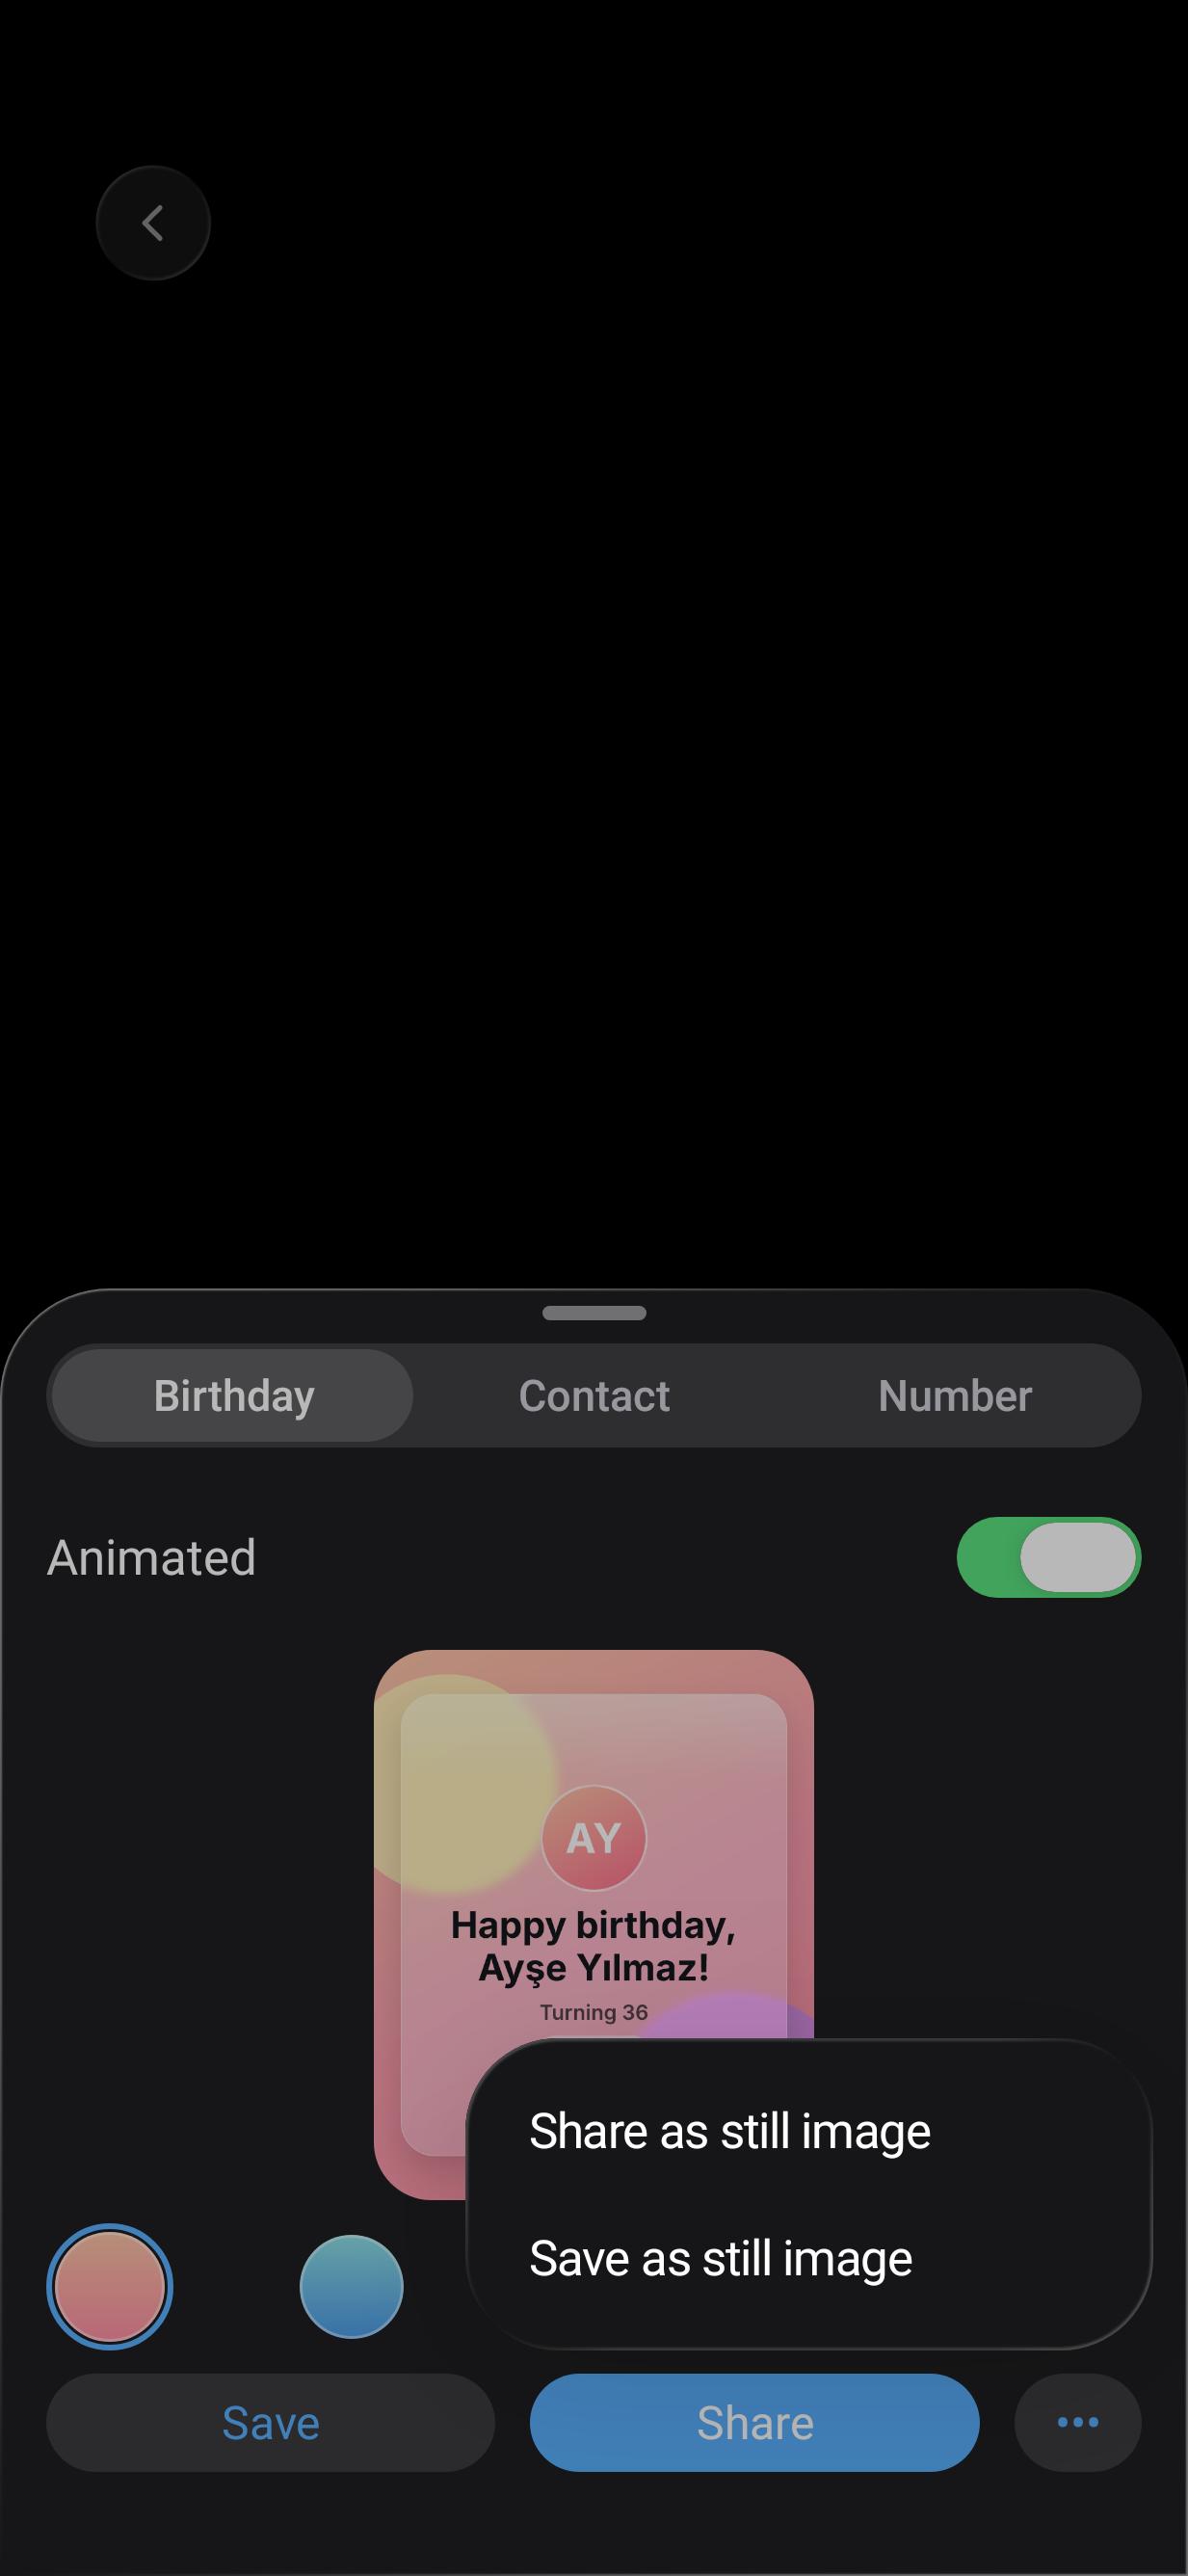 Birthday
Contact
Number
Animated
AY
Happy birthday,
Ayşe Yılmaz!
Turning 36
Share as still image
Save as still image
Save
Share